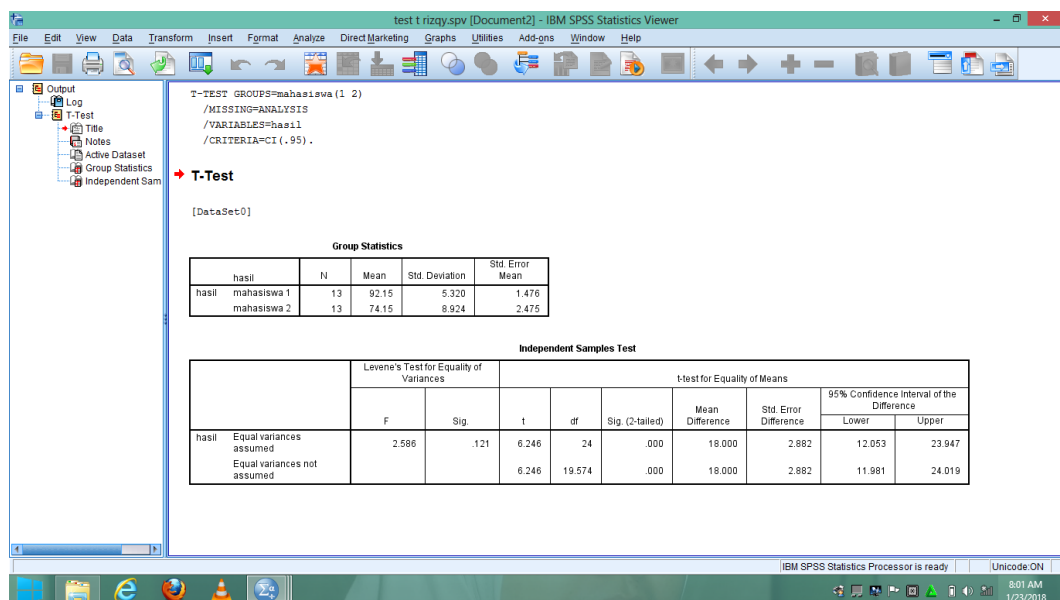 test t rizqy.spv [Document2] - IBM SPSS Statistics Viewer
File Edit View Data Transform Insert Format Analyze Direct Marketing Graphs Utilities Add-ons Window Help
Output
Log
T-Test
Title
Notes
Active Dataset
Group Statistics
Independent Sam
T-TEST GROUPS=mahasiswa(1 2)
/MISSING=ANALYSIS
/VARIABLES=hasil
/CRITERIA=CI(.95).
T-Test
[DataSet0]
Group Statistics
hasil N Mean Std. Deviation Std. Error Mean
hasil mahasiswa 1 13 92.15 5.320 1.476
mahasiswa 2 13 74.15 8.924 2.475
Independent Samples Test
Levene's Test for Equality of Variances t-test for Equality of Means
95% Confidence Interval of the Difference
F Sig. t df Sig. (2-tailed) Mean Difference Std. Error Difference Lower Upper
hasil Equal variances assumed 2.586 .121 6.246 24 .000 18.000 2.882 12.053 23.947
Equal variances not assumed 6.246 19.574 .000 18.000 2.882 11.981 24.019
IBM SPSS Statistics Processor is ready Unicode:ON
8:01 AM
1/23/2018